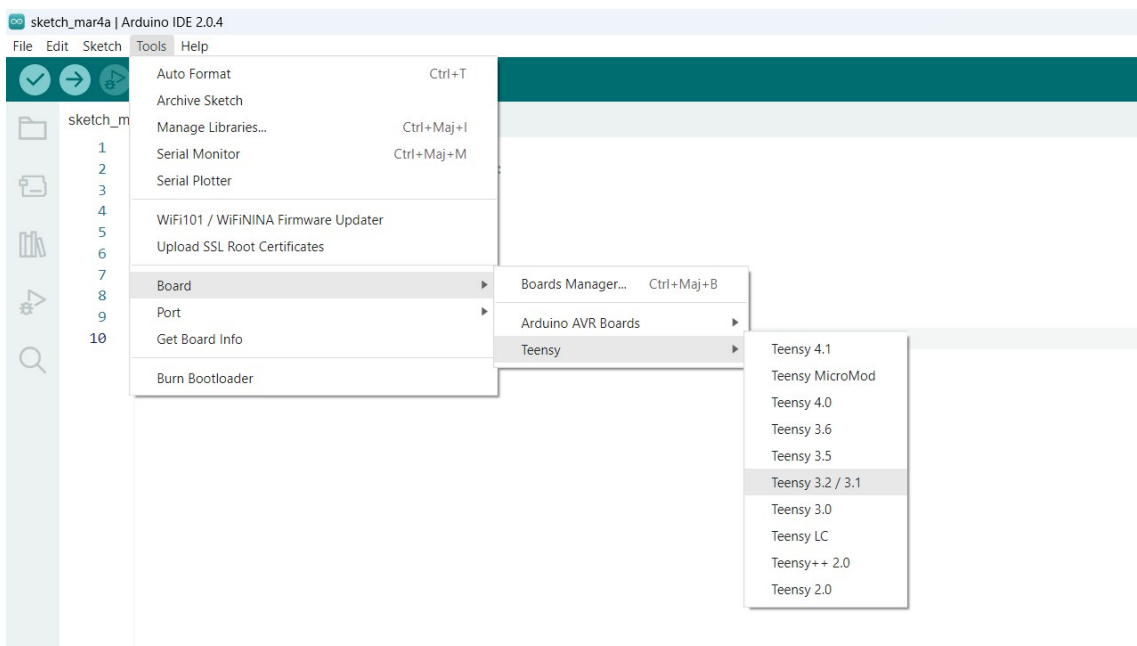 sketch_mar4a | Arduino IDE 2.0.4
File Edit Sketch Tools Help
sketch_m
1
2
3
4
5
6
7
8
9
10
Auto Format Ctrl+T
Archive Sketch
Manage Libraries... Ctrl+Maj+I
Serial Monitor Ctrl+Maj+M
Serial Plotter
WiFi101 / WiFiNINA Firmware Updater
Upload SSL Root Certificates
Board
Port
Get Board Info
Burn Bootloader
Boards Manager... Ctrl+Maj+B
Arduino AVR Boards
Teensy
Teensy 4.1
Teensy MicroMod
Teensy 4.0
Teensy 3.6
Teensy 3.5
Teensy 3.2 / 3.1
Teensy 3.0
Teensy LC
Teensy++ 2.0
Teensy 2.0